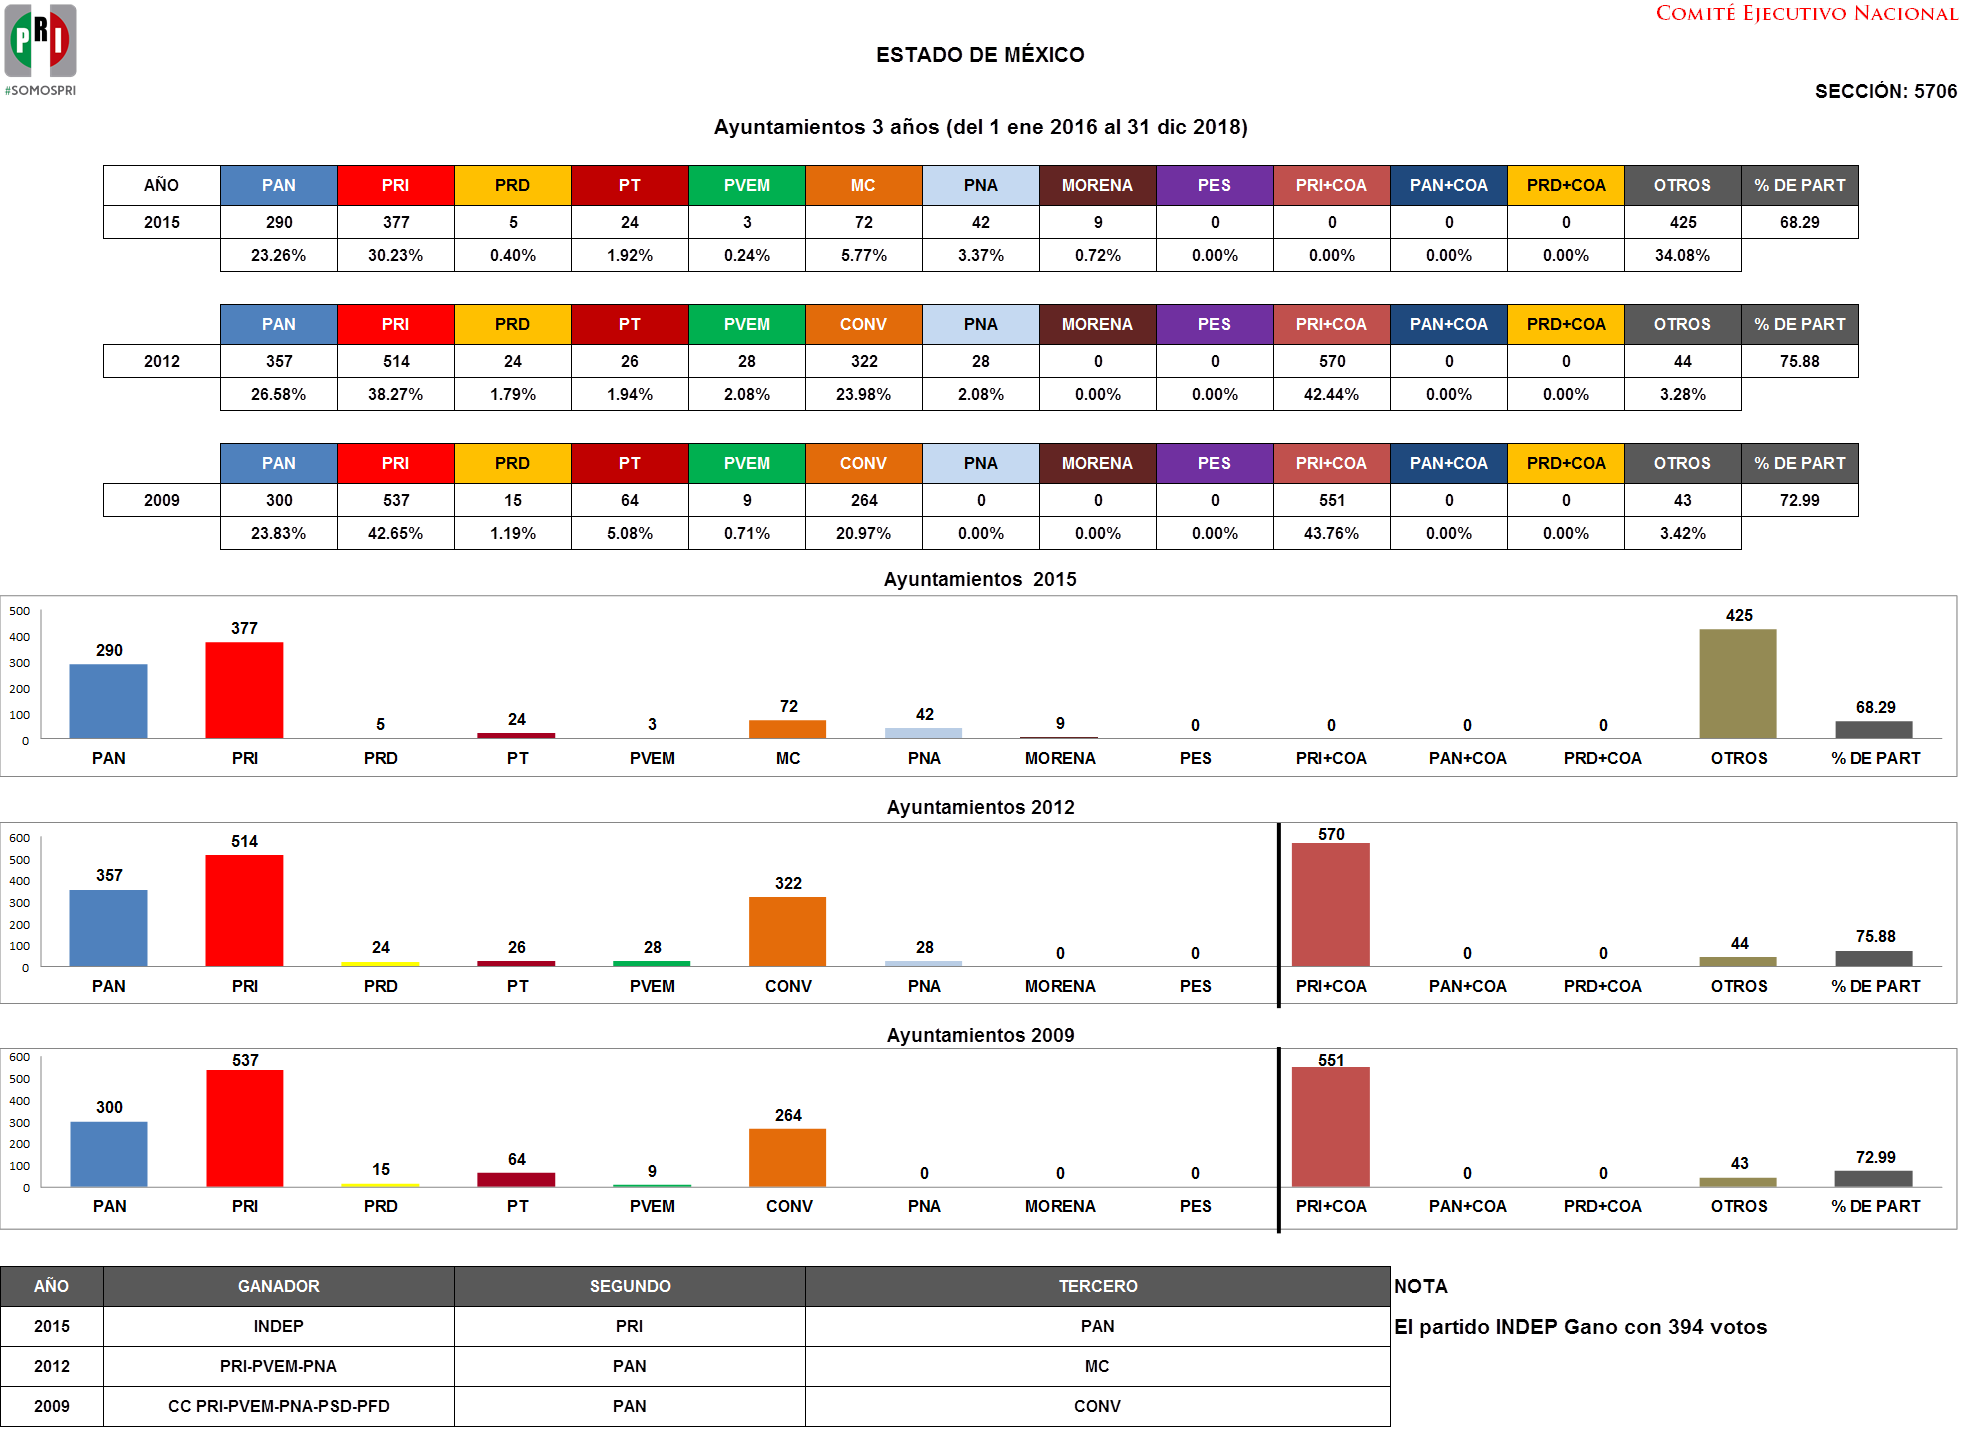 COMITÉ EJECUTIVO NACIONAL
PRI
#SOMOSPRI
ESTADO DE MÉXICO
SECCIÓN: 5706
Ayuntamientos 3 años (del 1 ene 2016 al 31 dic 2018)
AÑO PAN PRI PRD PT PVEM MC PNA MORENA PES PRI+COA PAN+COA PRD+COA OTROS % DE PART
2015 290 377 5 24 3 72 42 9 0 0 0 0 425 68.29
23.26% 30.23% 0.40% 1.92% 0.24% 5.77% 3.37% 0.72% 0.00% 0.00% 0.00% 0.00% 34.08%
PAN PRI PRD PT PVEM CONV PNA MORENA PES PRI+COA PAN+COA PRD+COA OTROS % DE PART
2012 357 514 24 26 28 322 28 0 0 570 0 0 44 75.88
26.58% 38.27% 1.79% 1.94% 2.08% 23.98% 2.08% 0.00% 0.00% 42.44% 0.00% 0.00% 3.28%
PAN PRI PRD PT PVEM CONV PNA MORENA PES PRI+COA PAN+COA PRD+COA OTROS % DE PART
2009 300 537 15 64 9 264 0 0 0 551 0 0 43 72.99
23.83% 42.65% 1.19% 5.08% 0.71% 20.97% 0.00% 0.00% 0.00% 43.76% 0.00% 0.00% 3.42%
Ayuntamientos 2015
500
400
300
200
100
0
290 377 5 24 3 72 42 9 0 0 0 0 425 68.29
PAN PRI PRD PT PVEM MC PNA MORENA PES PRI+COA PAN+COA PRD+COA OTROS % DE PART
Ayuntamientos 2012
600
500
400
300
200
100
0
357 514 24 26 28 322 28 0 0 570 0 0 44 75.88
PAN PRI PRD PT PVEM CONV PNA MORENA PES PRI+COA PAN+COA PRD+COA OTROS % DE PART
Ayuntamientos 2009
600
500
400
300
200
100
0
300 537 15 64 9 264 0 0 0 551 0 0 43 72.99
PAN PRI PRD PT PVEM CONV PNA MORENA PES PRI+COA PAN+COA PRD+COA OTROS % DE PART
AÑO GANADOR SEGUNDO TERCERO NOTA
2015 INDEP PRI PAN El partido INDEP Gano con 394 votos
2012 PRI-PVEM-PNA PAN MC
2009 CC PRI-PVEM-PNA-PSD-PFD PAN CONV